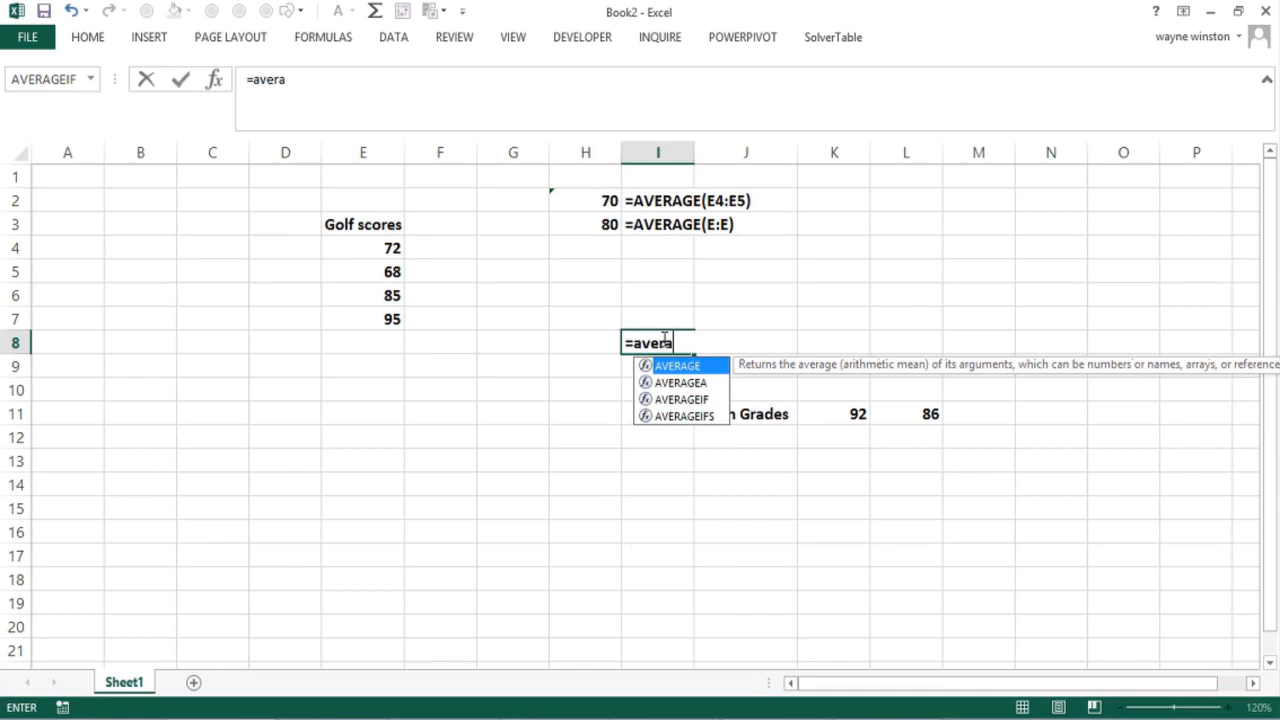 Book2 - Excel
?
FILE HOME INSERT PAGE LAYOUT FORMULAS DATA REVIEW VIEW DEVELOPER INQUIRE POWERPIVOT SolverTable wayne winston
AVERAGEIF fx =avera
A B C D E F G H I J K L M N O P
1
2 70 =AVERAGE(E4:E5)
3 Golf scores 80 =AVERAGE(E:E)
4 72
5 68
6 85
7 95
8 =avera
9 AVERAGE Returns the average (arithmetic mean) of its arguments, which can be numbers or names, arrays, or reference
AVERAGEA
10 AVERAGEIF
11 AVERAGEIFS n Grades 92 86
12
13
14
15
16
17
18
19
20
21
Sheet1
ENTER 120%